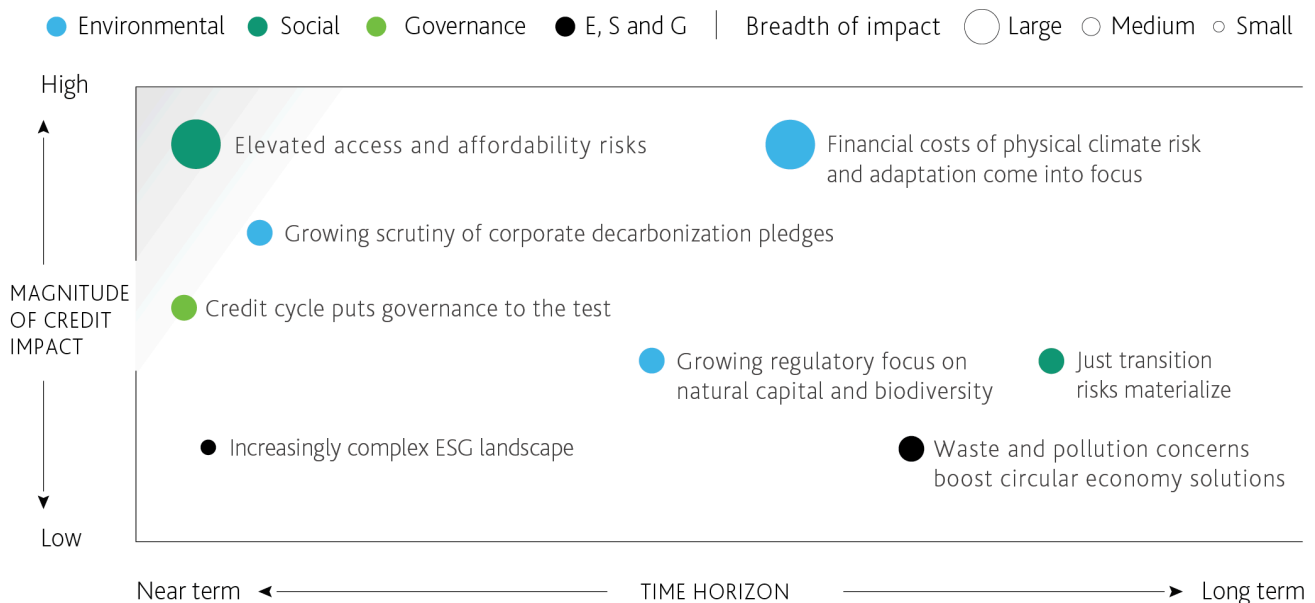 Environmental Social Governance E, S and G Breadth of impact Large Medium Small
High
Elevated access and affordability risks
Financial costs of physical climate risk
and adaptation come into focus
Growing scrutiny of corporate decarbonization pledges
MAGNITUDE
OF CREDIT
IMPACT
Credit cycle puts governance to the test
Growing regulatory focus on
natural capital and biodiversity
Just transition
risks materialize
Increasingly complex ESG landscape
Waste and pollution concerns
boost circular economy solutions
Low
Near term TIME HORIZON Long term